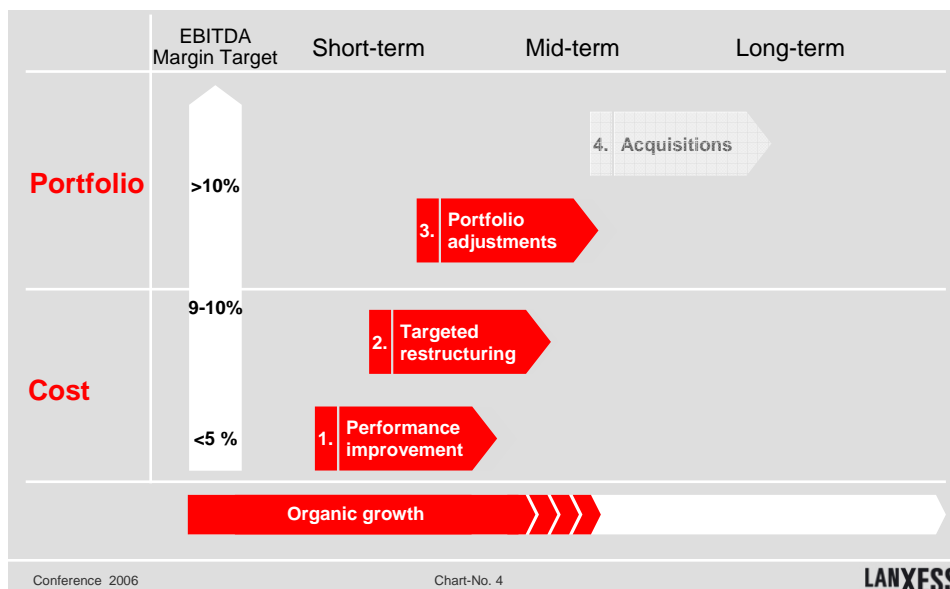 EBITDA
Margin Target
Short-term
Mid-term
Long-term
4. Acquisitions
Portfolio
>10%
3. Portfolio
adjustments
9-10%
2. Targeted
restructuring
Cost
<5 %
1. Performance
improvement
Organic growth
Conference 2006
Chart-No. 4
LANXESS